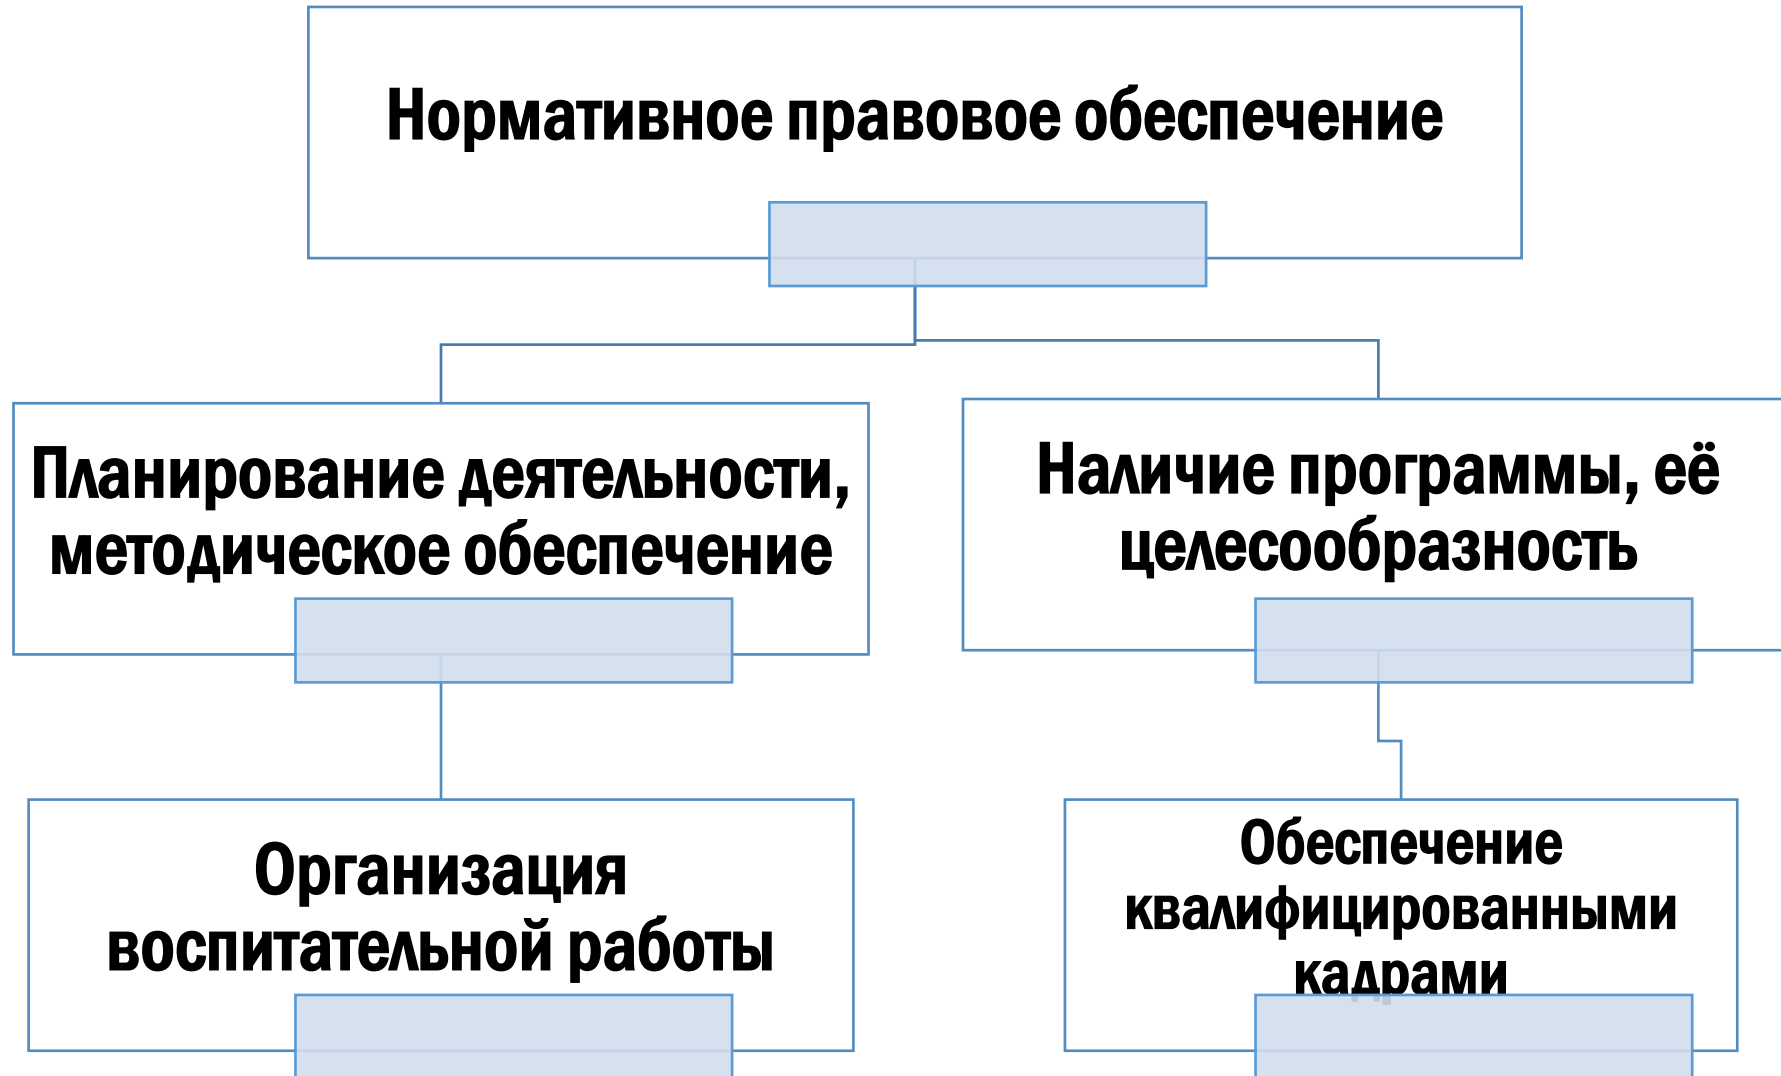 Нормативное правовое обеспечение
Планирование деятельности,
методическое обеспечение
Наличие программы, её
целесообразность
Организация
воспитательной работы
Обеспечение
квалифицированными
кадрами